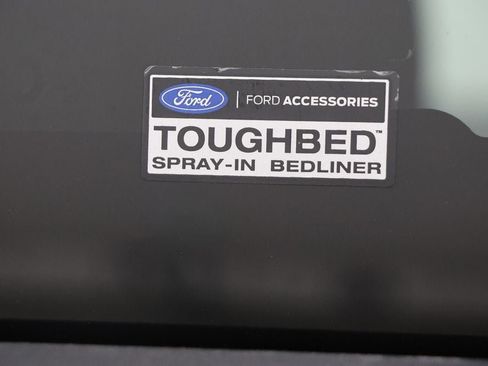 Ford | FORD ACCESSORIES
TOUGHBED™
SPRAY-IN BEDLINER